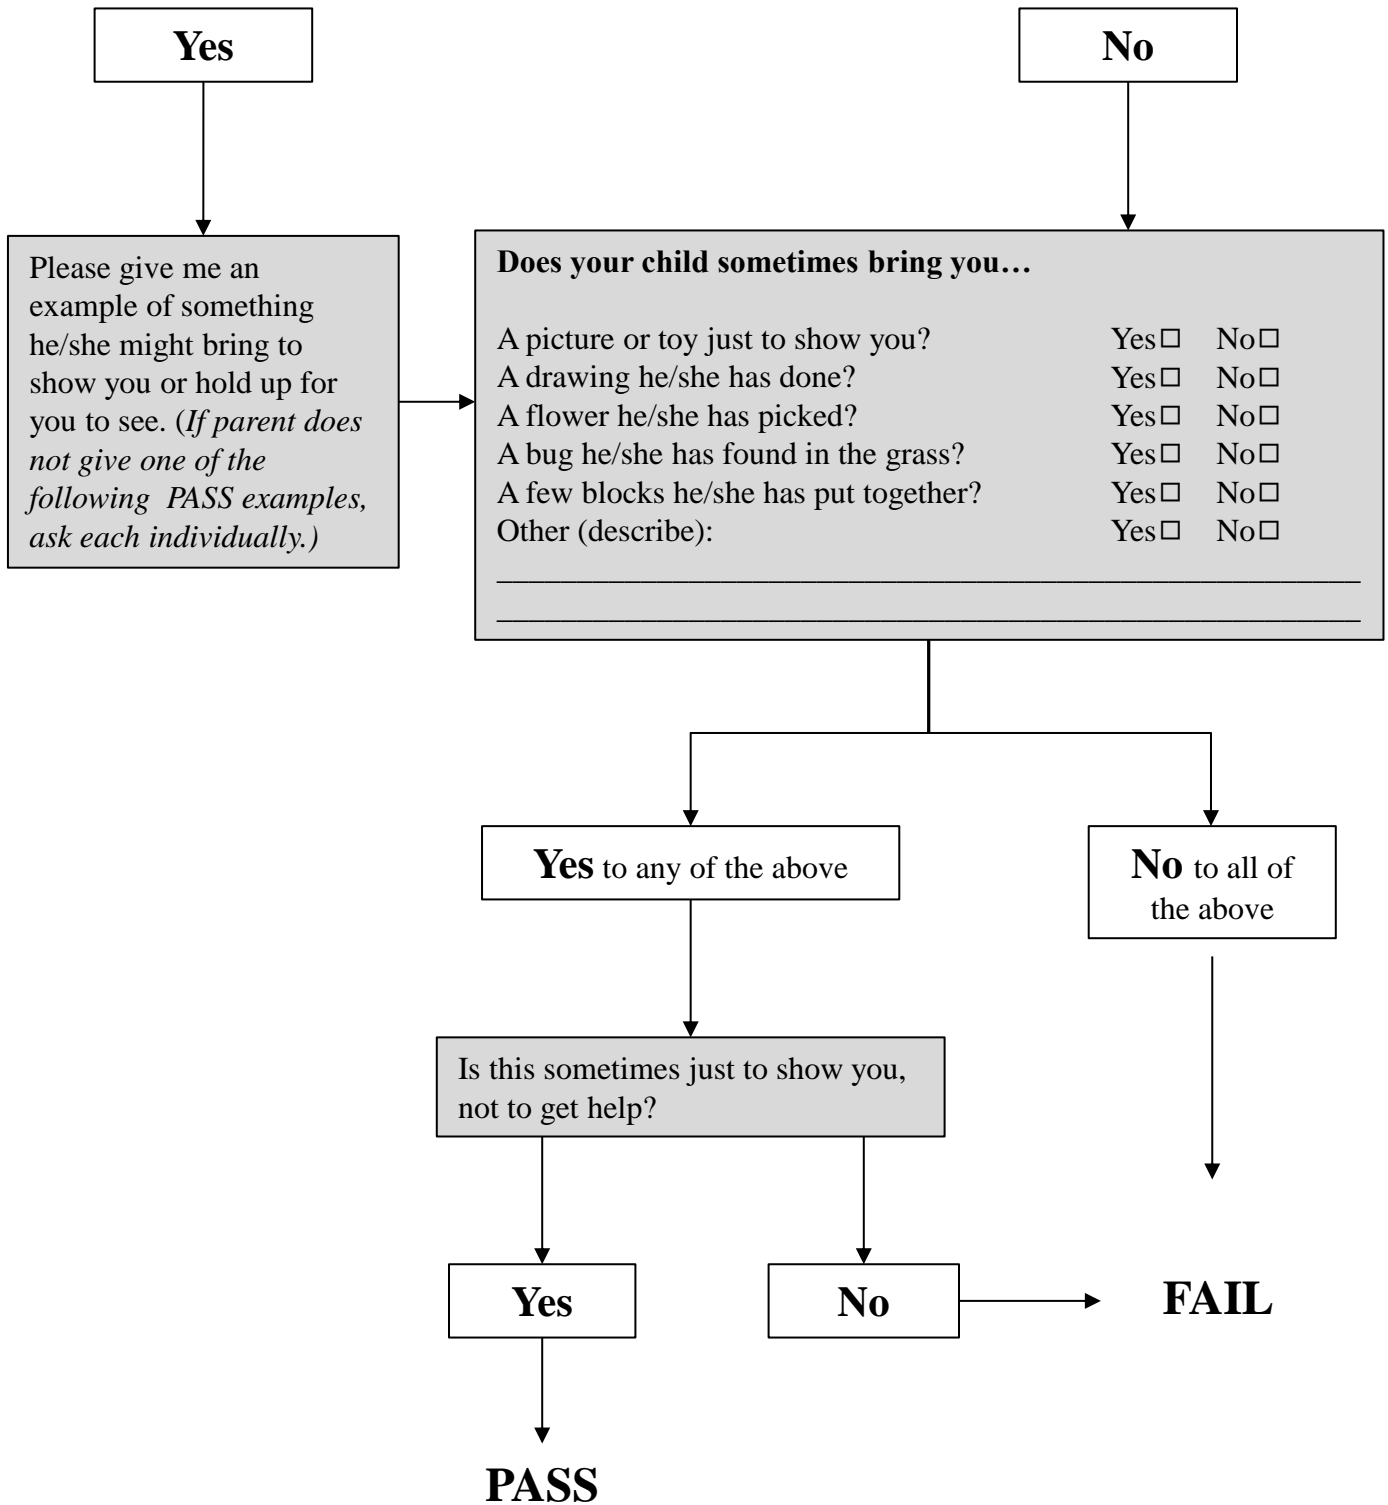 Yes
No
Please give me an
example of something
he/she might bring to
show you or hold up for
you to see. (If parent does
not give one of the
following  PASS examples,
ask each individually.)
Does your child sometimes bring you…
A picture or toy just to show you? Yes□ No□
A drawing he/she has done? Yes□ No□
A flower he/she has picked? Yes□ No□
A bug he/she has found in the grass? Yes□ No□
A few blocks he/she has put together? Yes□ No□
Other (describe): Yes□ No□
Yes to any of the above
No to all of
the above
Is this sometimes just to show you,
not to get help?
Yes
No
FAIL
PASS